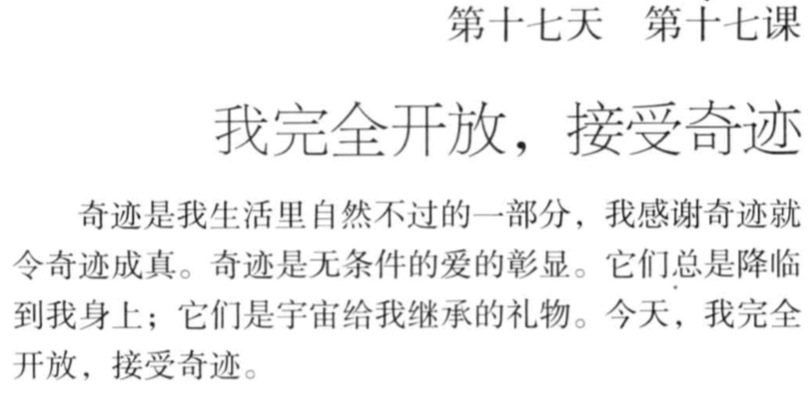 第十七天 第十七课
我完全开放，接受奇迹
奇迹是我生活里自然不过的一部分，我感谢奇迹就
令奇迹成真。奇迹是无条件的爱的彰显。它们总是降临
到我身上；它们是宇宙给我继承的礼物。今天，我完全
开放，接受奇迹。